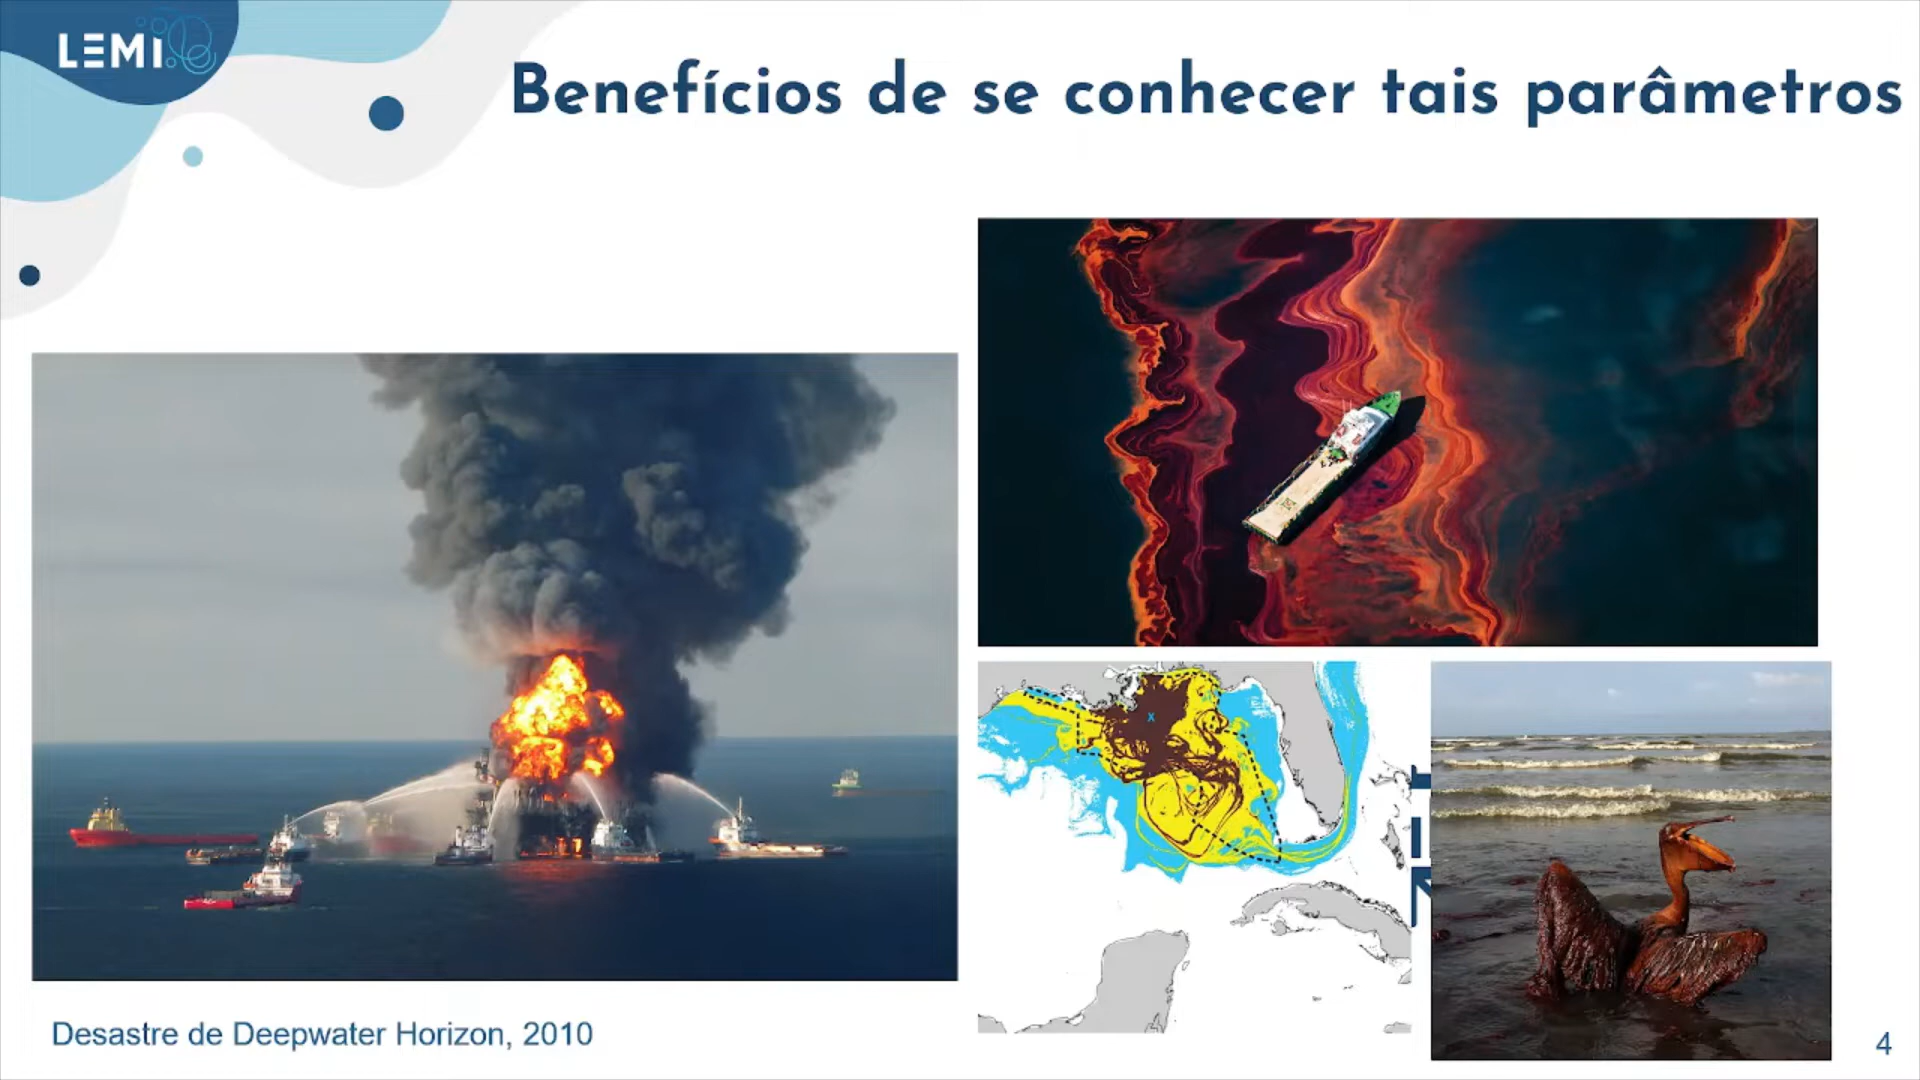 LEMI
Benefícios de se conhecer tais parâmetros
x
Desastre de Deepwater Horizon, 2010
4